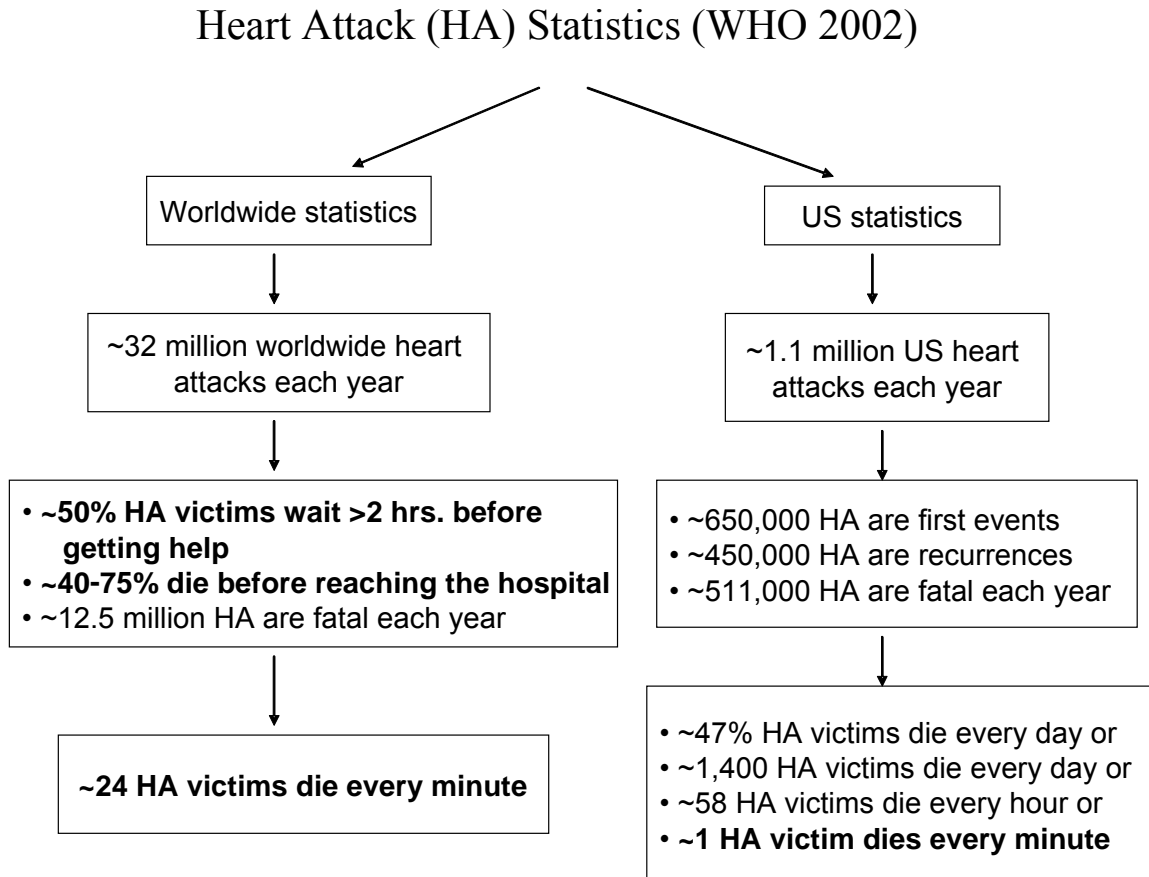 Heart Attack (HA) Statistics (WHO 2002)
Worldwide statistics
~32 million worldwide heart
attacks each year
• ~50% HA victims wait >2 hrs. before
getting help
• ~40-75% die before reaching the hospital
• ~12.5 million HA are fatal each year
~24 HA victims die every minute
US statistics
~1.1 million US heart
attacks each year
• ~650,000 HA are first events
• ~450,000 HA are recurrences
• ~511,000 HA are fatal each year
• ~47% HA victims die every day or
• ~1,400 HA victims die every day or
• ~58 HA victims die every hour or
• ~1 HA victim dies every minute